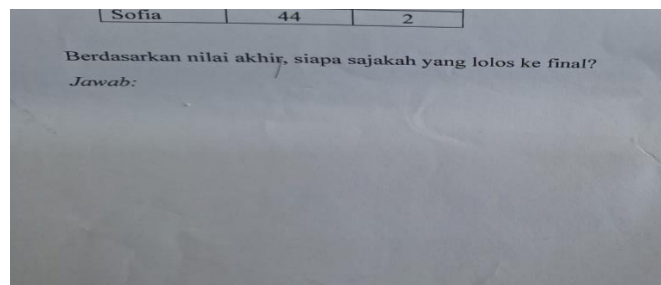 Sofia 44 2
Berdasarkan nilai akhir, siapa sajakah yang lolos ke final?
Jawab: